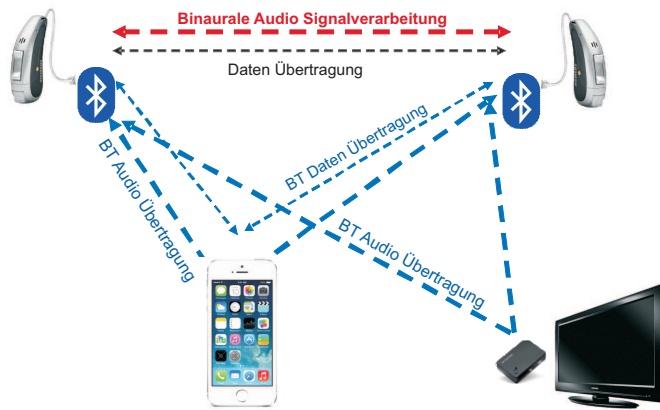 Binaurale Audio Signalverarbeitung
Daten Übertragung
BT Daten Übertragung
BT Audio Übertragung
BT Audio Übertragung